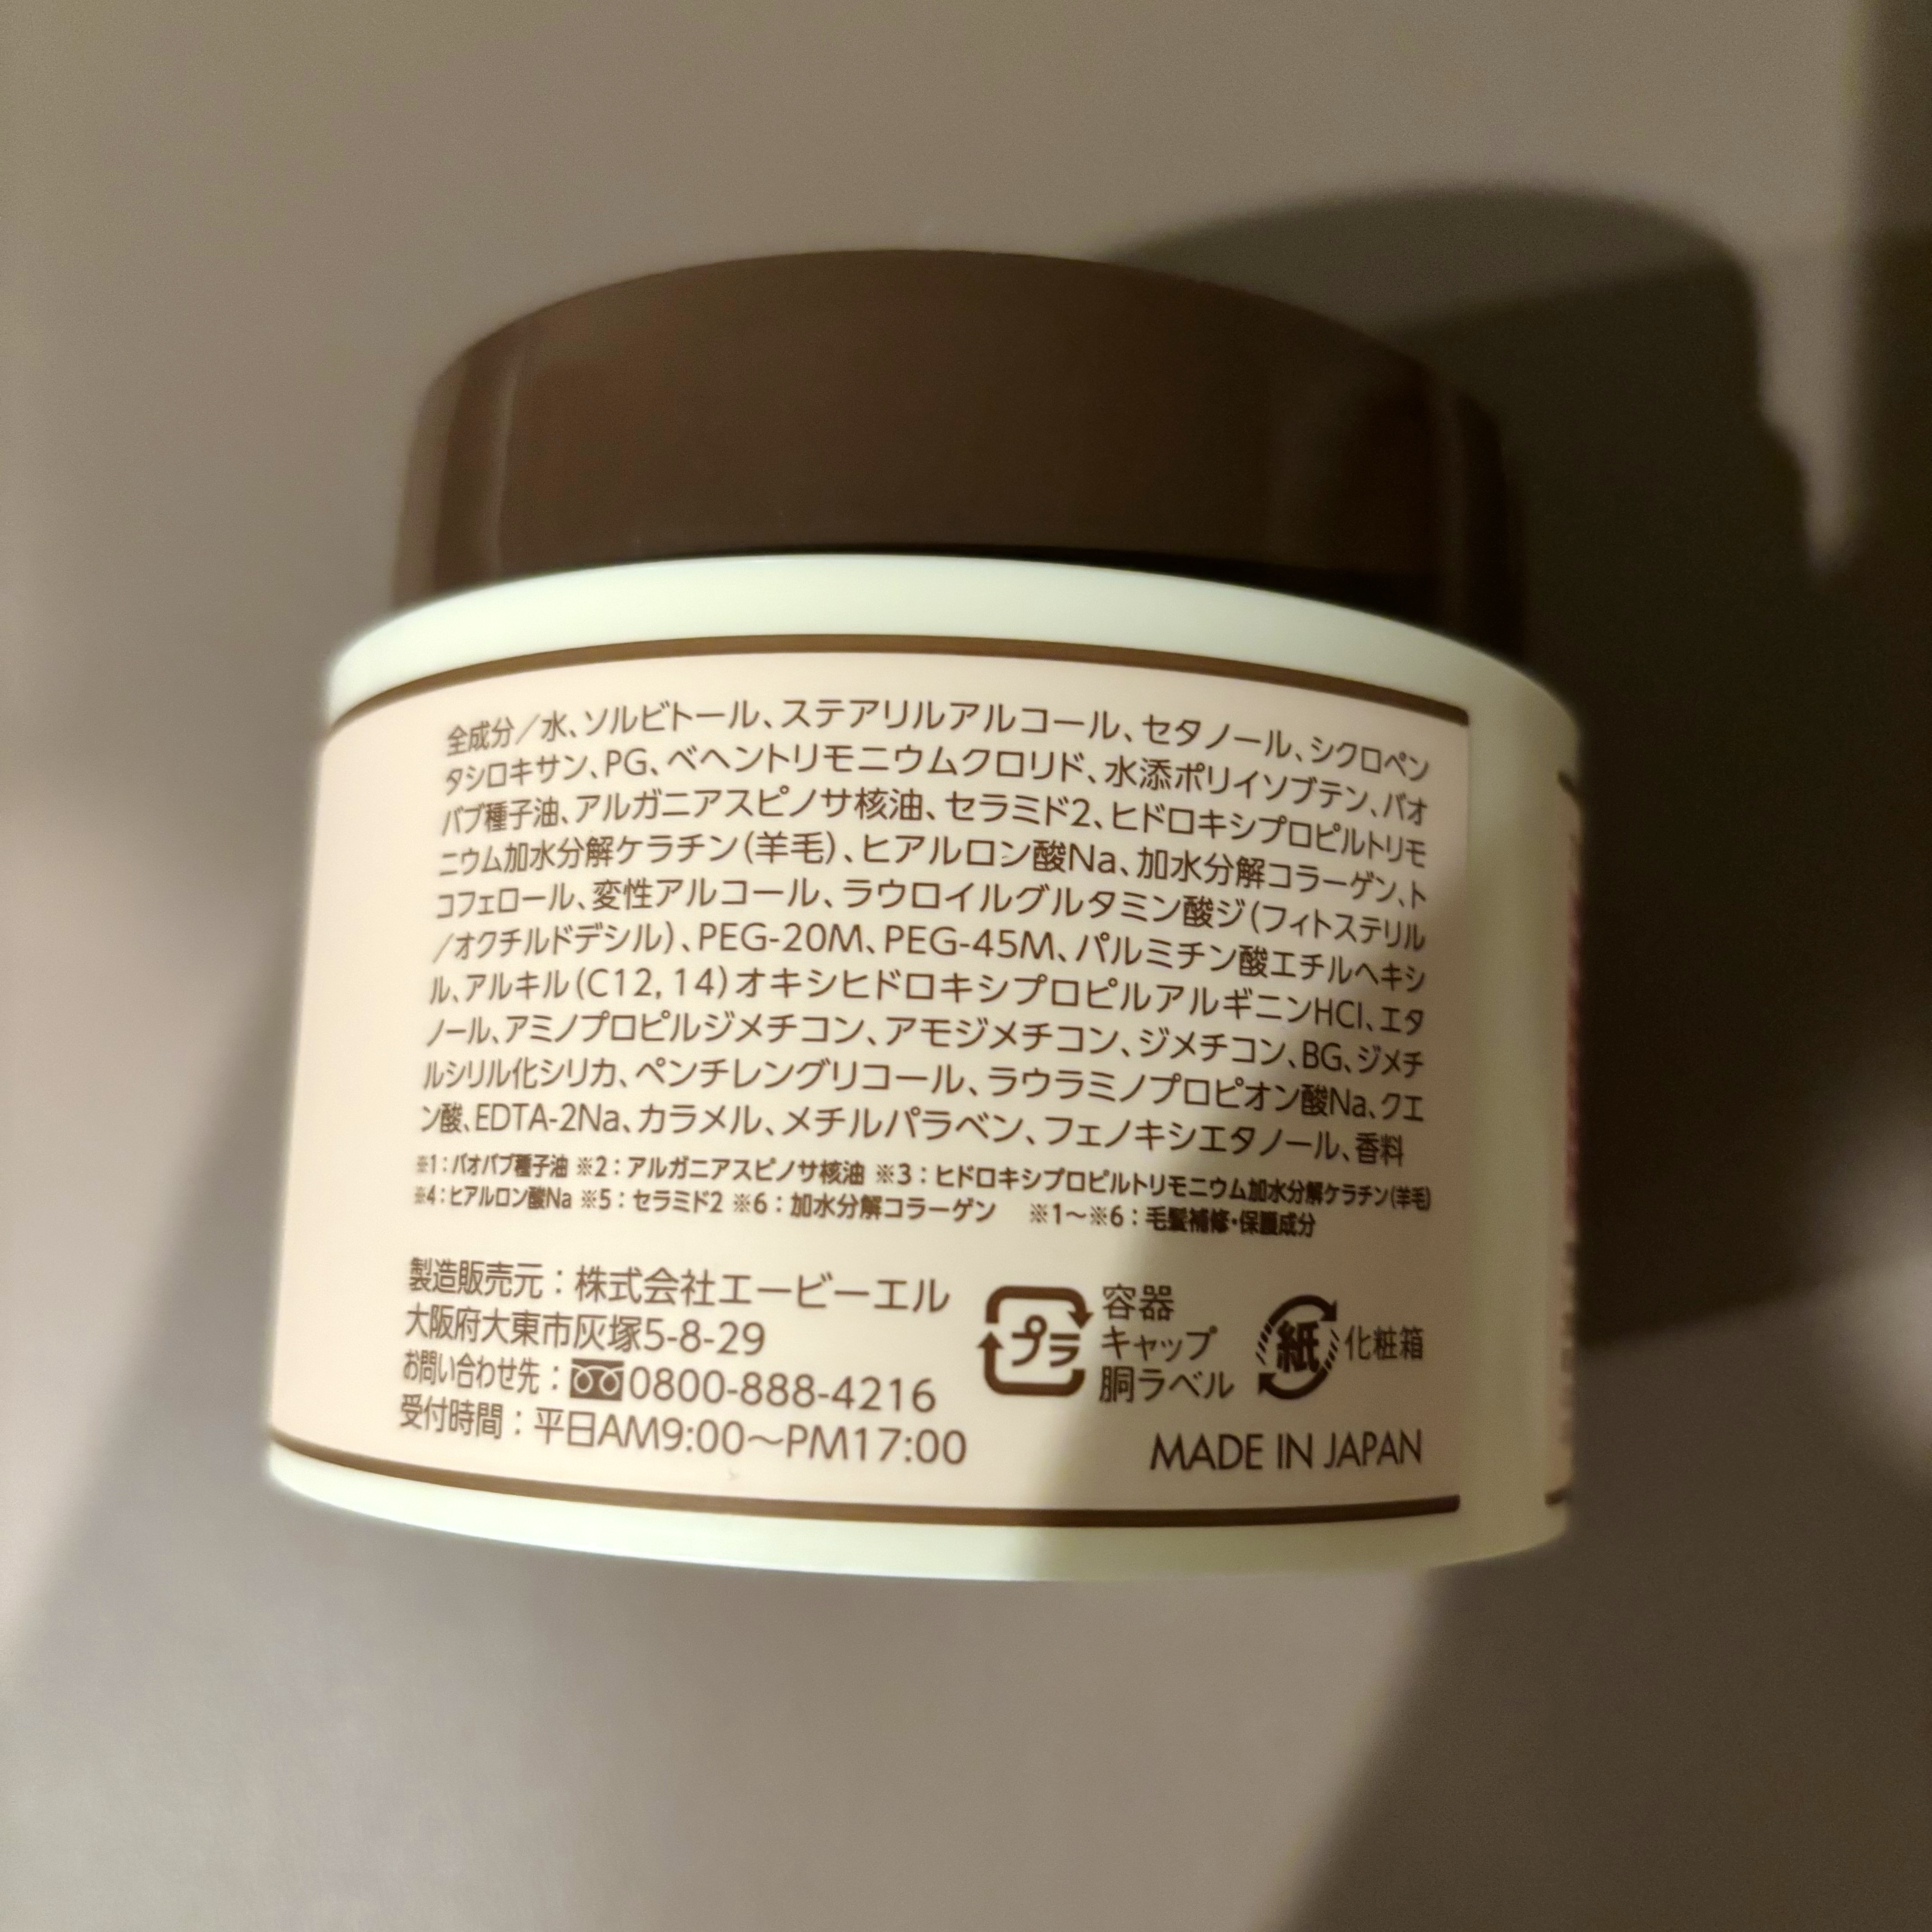 全成分／水、ソルビトール、ステアリルアルコール、セタノール、シクロペン
タシロキサン、PG、ベヘントリモニウムクロリド、水添ポリイソブテン、バオ
バブ種子油、アルガニアスピノサ核油、セラミド2、ヒドロキシプロピルトリモ
ニウム加水分解ケラチン(羊毛)、ヒアルロン酸Na、加水分解コラーゲン、ト
コフェロール、変性アルコール、ラウロイルグルタミン酸ジ(フィトステリル
/オクチルドデシル)、PEG-20M、PEG-45M、パルミチン酸エチルヘキシ
ル、アルキル(C12,14)オキシヒドロキシプロピルアルギニンHCl、エタ
ノール、アミノプロピルジメチコン、アモジメチコン、ジメチコン、BG、ジメチ
ルシリル化シリカ、ペンチレングリコール、ラウラミノプロピオン酸Na、クエ
ン酸、EDTA-2Na、カラメル、メチルパラベン、フェノキシエタノール、香料
※1：バオバブ種子油 ※2：アルガニアスピノサ核油 ※3：ヒドロキシプロピルトリモニウム加水分解ケラチン(羊毛)
※4：ヒアルロン酸Na ※5：セラミド2 ※6：加水分解コラーゲン ※1～※6：毛髪補修・保護成分
製造販売元：株式会社エービーエル
大阪府大東市灰塚5-8-29
お問い合わせ先：0800-888-4216
受付時間：平日AM9:00～PM17:00
プラ
容器
キャップ
胴ラベル
紙
化粧箱
MADE IN JAPAN